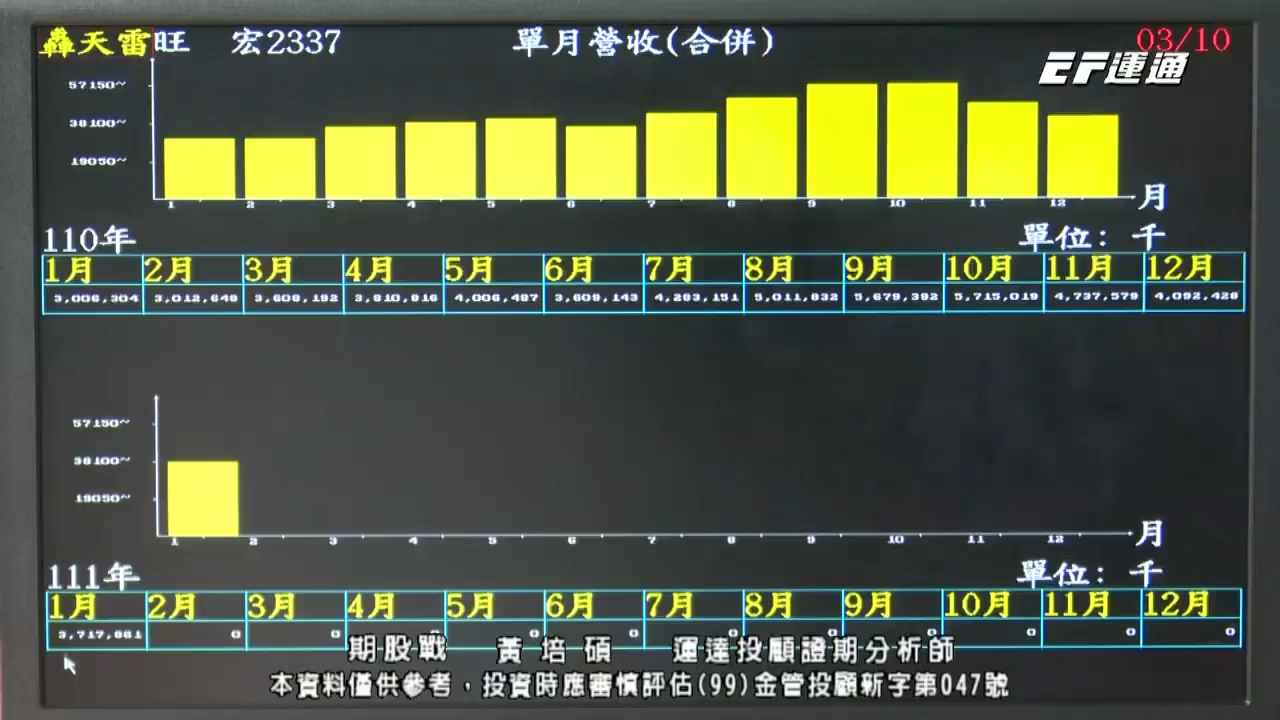 轟天雷旺 宏2337 單月營收(合併) 03/10
EF運通
57150~
38100~
19050~
1 2 3 4 5 6 7 8 9 10 11 12 月
110年 單位: 千
1月 2月 3月 4月 5月 6月 7月 8月 9月 10月 11月 12月
3,006,304 3,012,648 3,608,192 3,810,816 4,006,487 3,609,143 4,283,151 5,011,832 5,679,392 5,715,019 4,737,579 4,092,428
57150~
38100~
19050~
1 2 3 4 5 6 7 8 9 10 11 12 月
111年 單位: 千
1月 2月 3月 4月 5月 6月 7月 8月 9月 10月 11月 12月
3,717,861 0 0 0 0 0 0 0 0 0 0
期股戰 黃培碩 運達投顧證期分析師
本資料僅供參考,投資時應審慎評估(99)金管投顧新字第047號